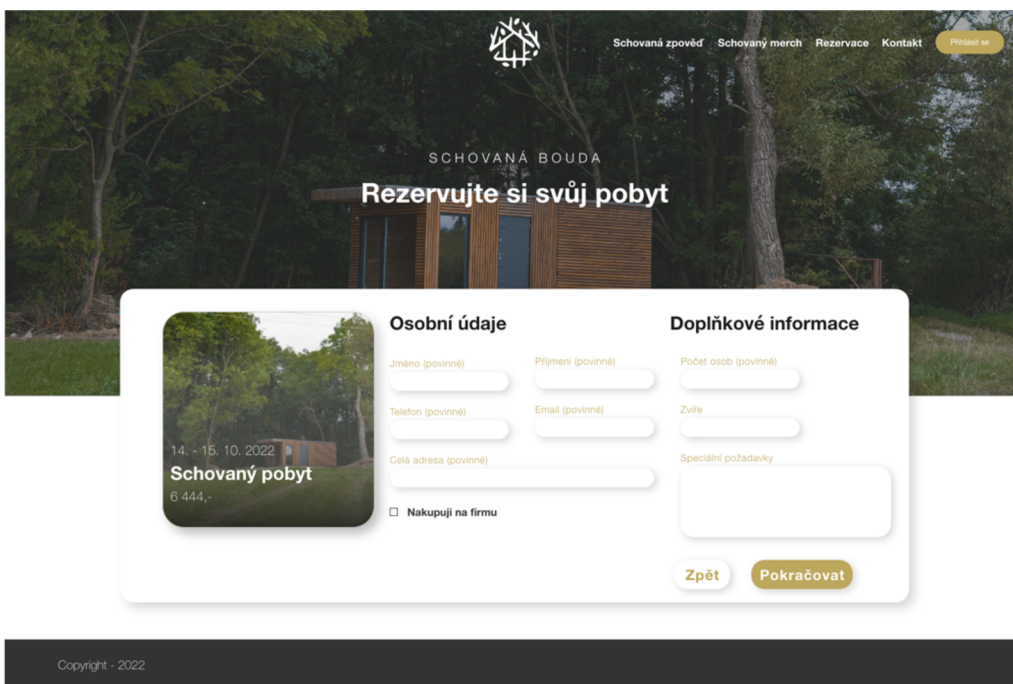 Schovaná zpověď Schovaný merch Rezervace Kontakt Přihlásit se
SCHOVANÁ BOUDA
Rezervujte si svůj pobyt
14. - 15. 10. 2022
Schovaný pobyt
6 444,-
Osobní údaje
Jméno (povinné) Příjmení (povinné)
Telefon (povinné) Email (povinné)
Celá adresa (povinné)
Nakupuji na firmu
Doplňkové informace
Počet osob (povinné)
Zvíře
Speciální požadavky
Zpět Pokračovat
Copyright - 2022